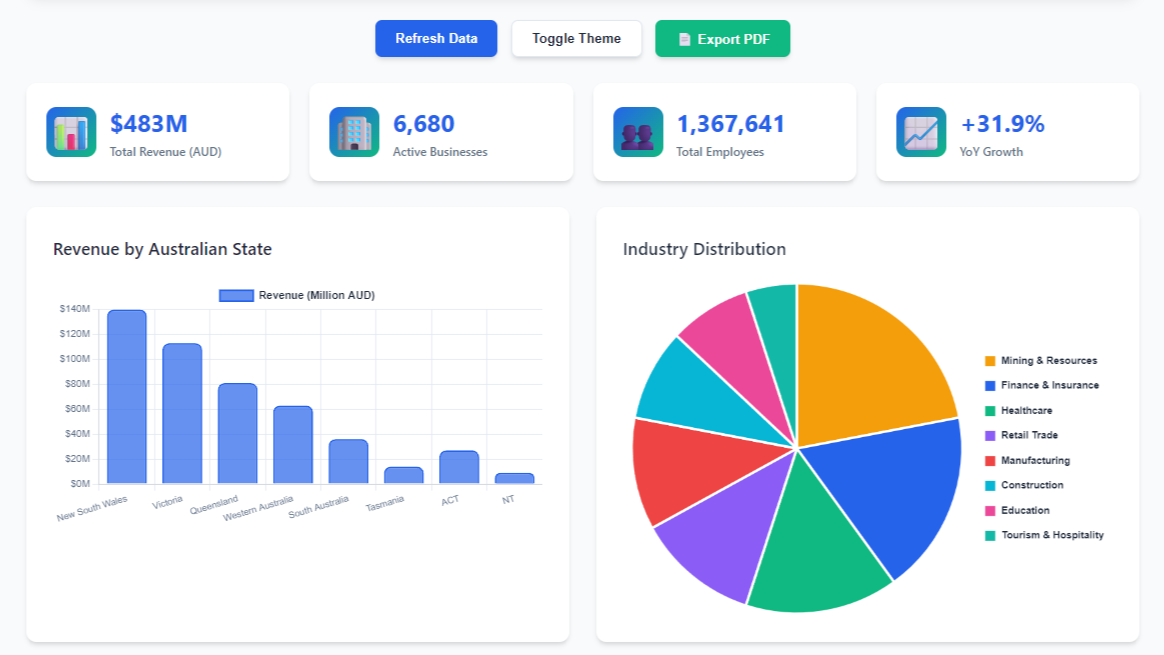 Refresh Data
Toggle Theme
Export PDF
$483M
Total Revenue (AUD)
6,680
Active Businesses
1,367,641
Total Employees
+31.9%
YoY Growth
Revenue by Australian State
Revenue (Million AUD)
$140M
$120M
$100M
$80M
$60M
$40M
$20M
$0M
New South Wales
Victoria
Queensland
Western Australia
South Australia
Tasmania
ACT
NT
Industry Distribution
Mining & Resources
Finance & Insurance
Healthcare
Retail Trade
Manufacturing
Construction
Education
Tourism & Hospitality